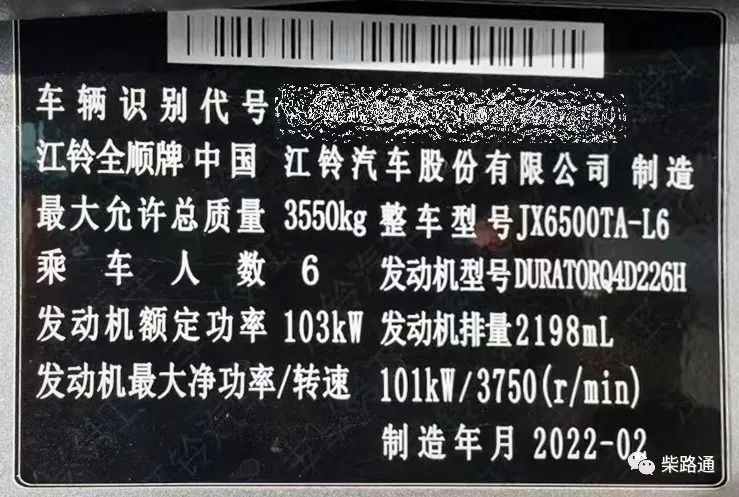 车辆识别代号
江铃全顺牌 中国 江铃汽车股份有限公司 制造
最大允许总质量 3550kg 整车型号JX6500TA-L6
乘车人数 6 发动机型号DURATORQ4D226H
发动机额定功率 103kW 发动机排量2198mL
发动机最大净功率/转速 101kW/3750(r/min)
制造年月 2022-02
柴路通